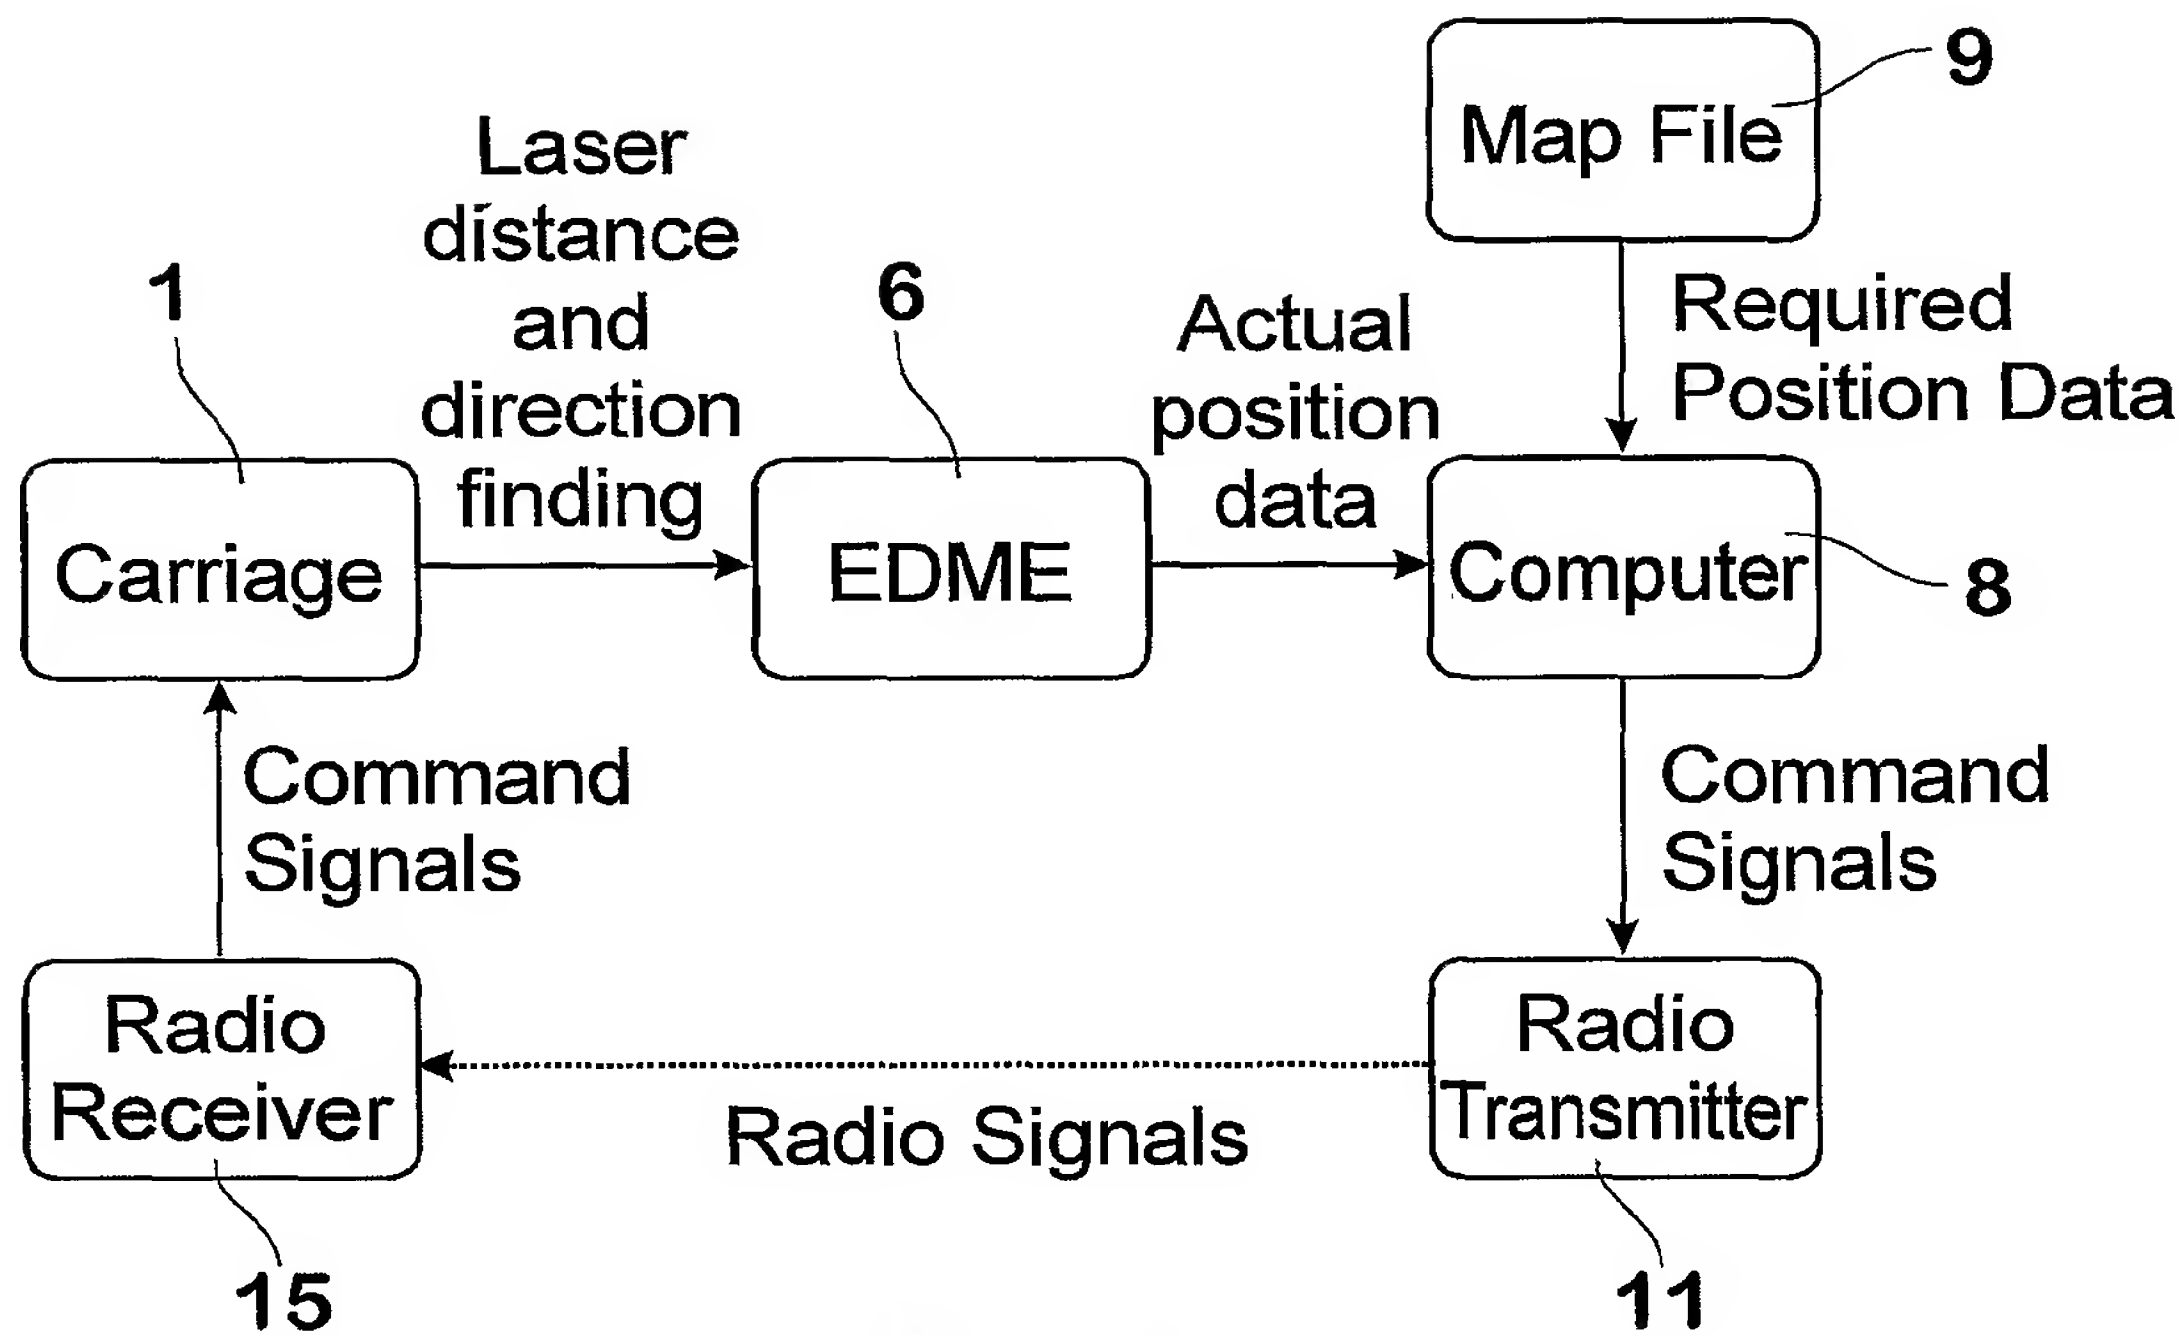 Map File
9
Laser
distance
and
direction
finding
1
6
Actual
position
data
Required
Position Data
Carriage
EDME
Computer
8
Command
Signals
Command
Signals
Radio
Receiver
Radio Signals
Radio
Transmitter
15
11